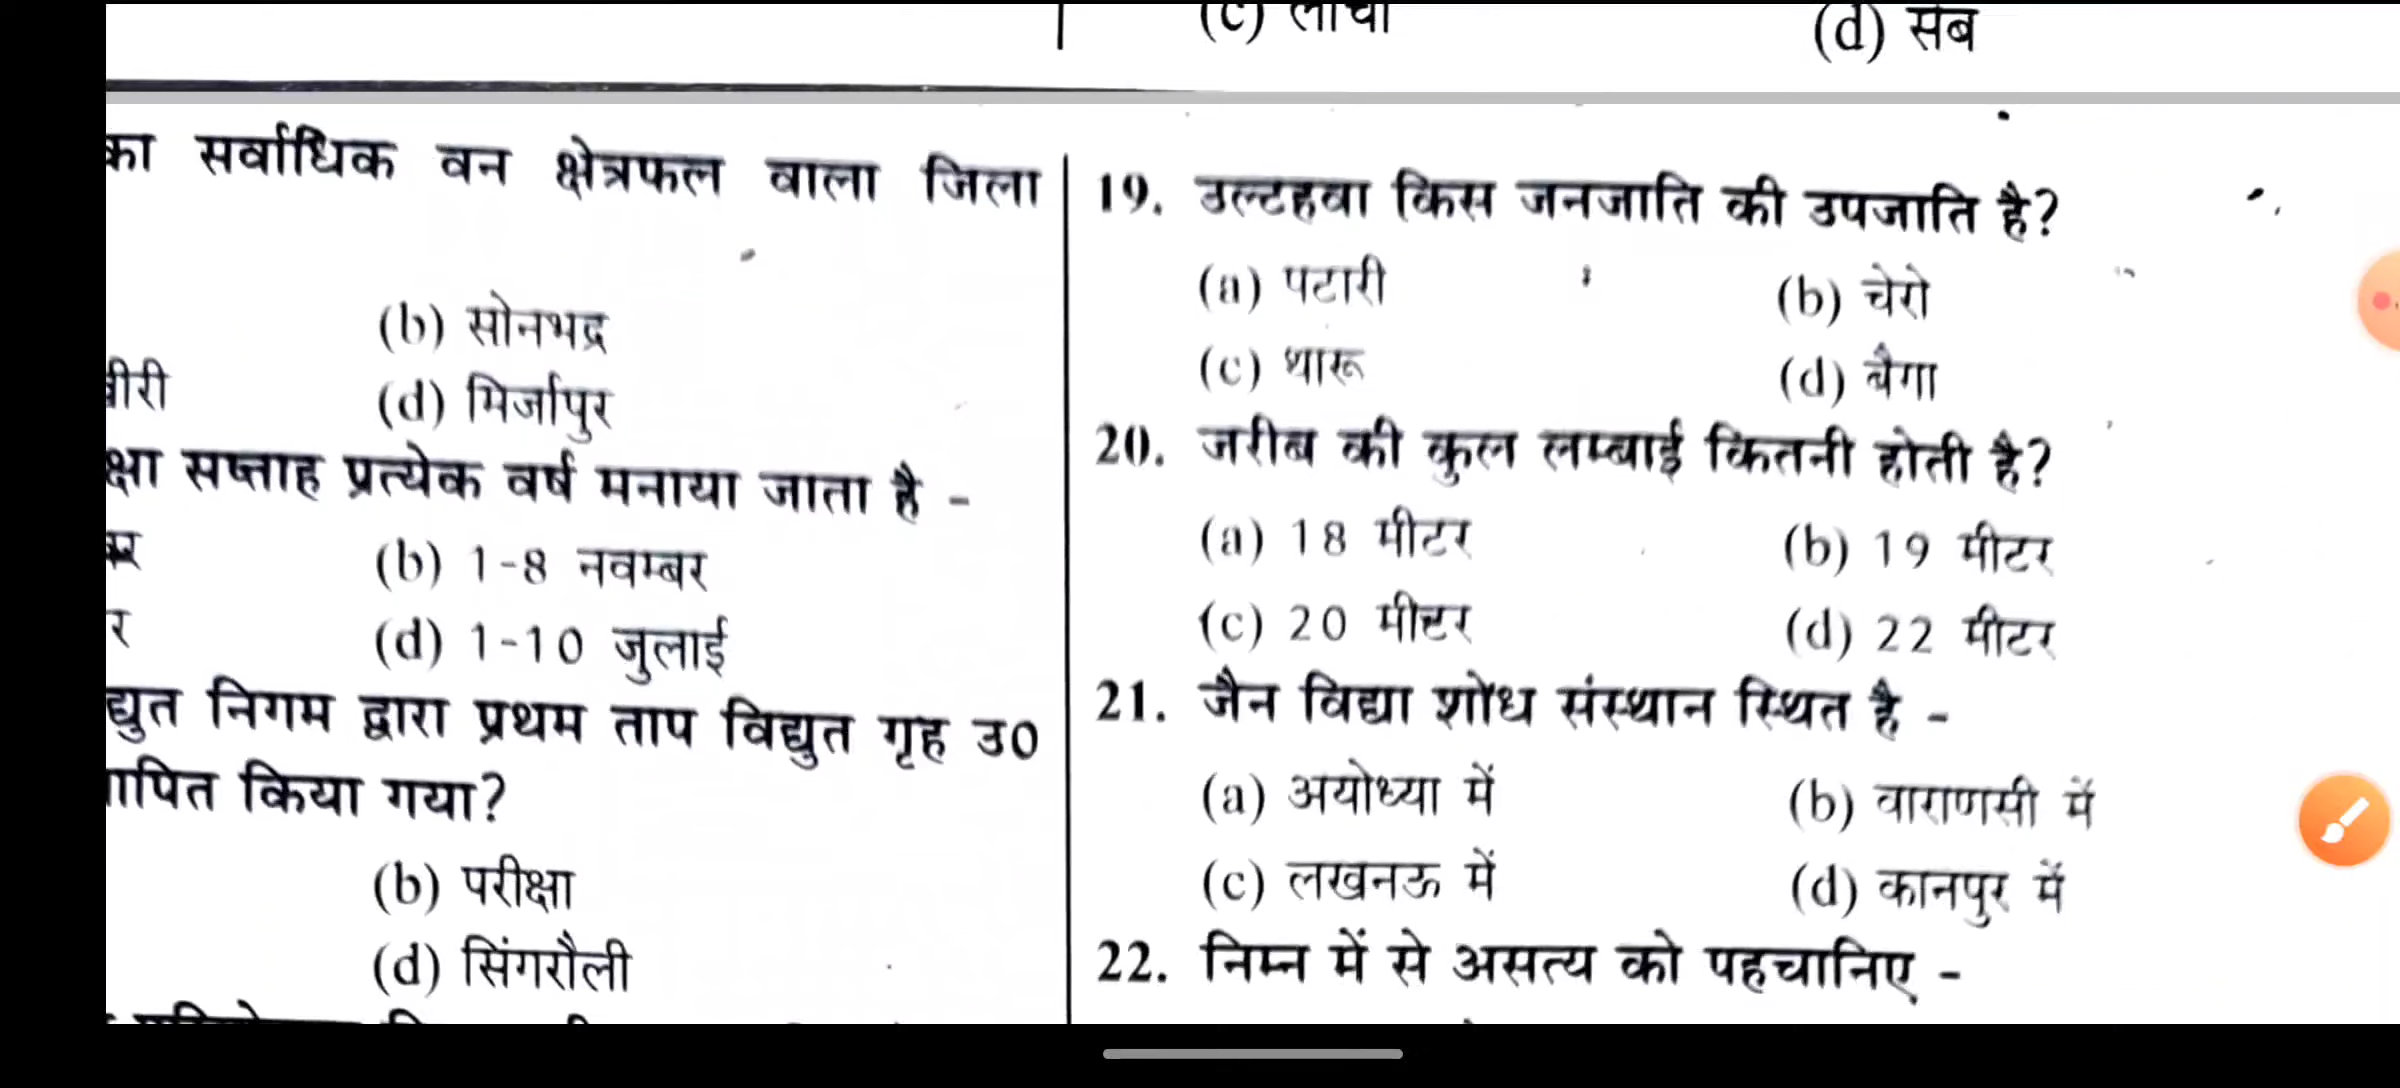 (d) सेब
का सर्वाधिक वन क्षेत्रफल वाला जिला
(b) सोनभद्र
(d) मिर्जापुर
सप्ताह प्रत्येक वर्ष मनाया जाता है -
(b) 1-8 नवम्बर
(d) 1-10 जुलाई
निगम द्वारा प्रथम ताप विद्युत गृह उ0
किया गया?
(b) परीक्षा
(d) सिंगरौली
19. उल्टहवा किस जनजाति की उपजाति है?
(a) पटारी (b) चेरो
(c) थारू (d) बैगा
20. जरीब की कुल लम्बाई कितनी होती है?
(a) 18 मीटर (b) 19 मीटर
(c) 20 मीटर (d) 22 मीटर
21. जैन विद्या शोध संस्थान स्थित है -
(a) अयोध्या में (b) वाराणसी में
(c) लखनऊ में (d) कानपुर में
22. निम्न में से असत्य को पहचानिए -